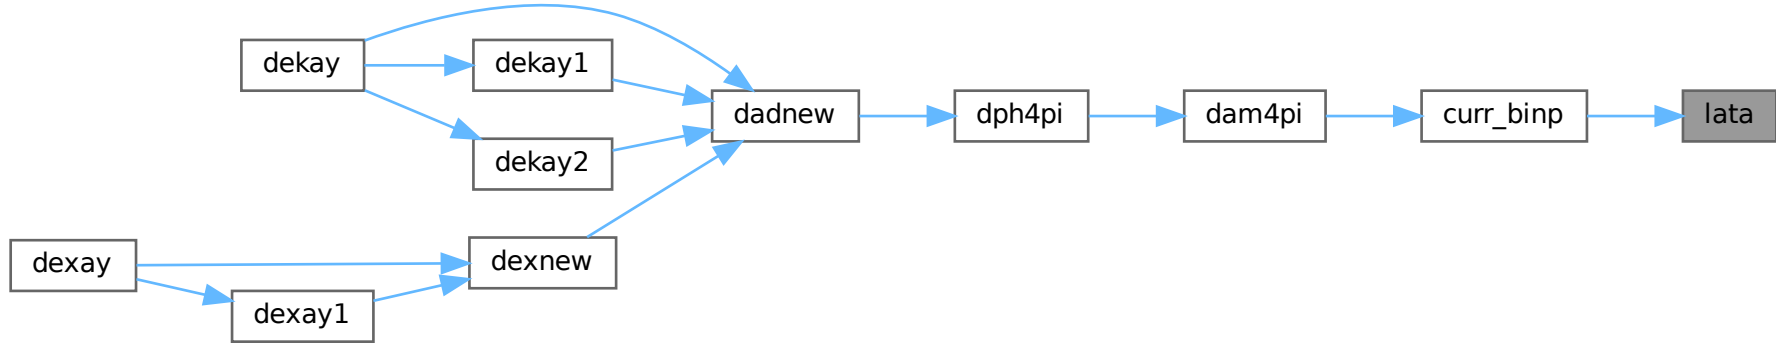 dekay
dekay1
dekay2
dadnew
dph4pi
dam4pi
curr_binp
lata
dexay
dexay1
dexnew